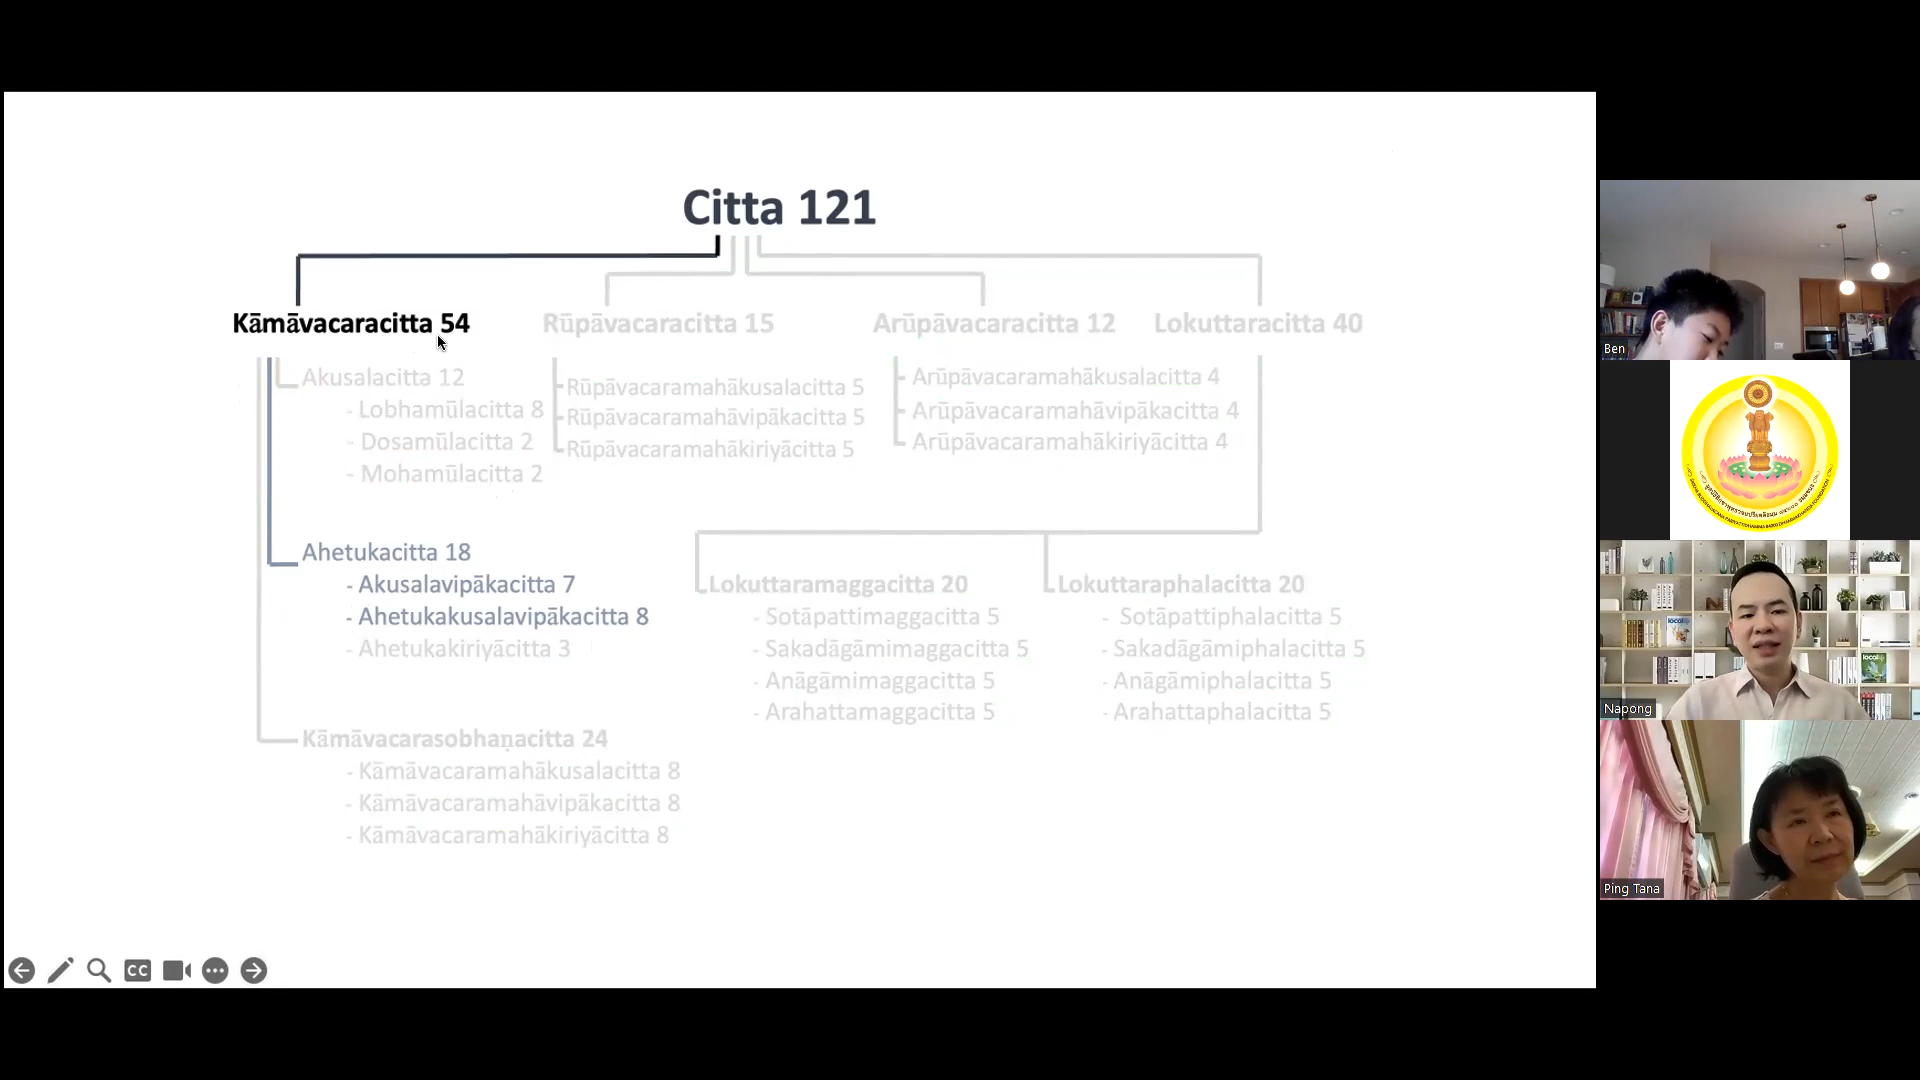 Citta 121
Kāmāvacaracitta 54
Rūpāvacaracitta 15
Arūpāvacaracitta 12
Lokuttaracitta 40
Akusalacitta 12
- Lobhamūlacitta 8
- Dosamūlacitta 2
- Mohamūlacitta 2
Rūpāvacaramahākusalacitta 5
Rūpāvacaramahāvipākacitta 5
Rūpāvacaramahākiriyācitta 5
Arūpāvacaramahākusalacitta 4
Arūpāvacaramahāvipākacitta 4
Arūpāvacaramahākiriyācitta 4
Ahetukacitta 18
- Akusalavipākacitta 7
- Ahetukakusalavipākacitta 8
- Ahetukakiriyācitta 3
Lokuttaramaggacitta 20
- Sotāpattimaggacitta 5
- Sakadāgāmimaggacitta 5
- Anāgāmimaggacitta 5
- Arahattamaggacitta 5
Lokuttaraphalacitta 20
- Sotāpattiphalacitta 5
- Sakadāgāmiphalacitta 5
- Anāgāmiphalacitta 5
- Arahattaphalacitta 5
Kāmāvacarasobhaṇacitta 24
- Kāmāvacaramahākusalacitta 8
- Kāmāvacaramahāvipākacitta 8
- Kāmāvacaramahākiriyācitta 8
CC
Ben
local
local
Napong
Ping Tana